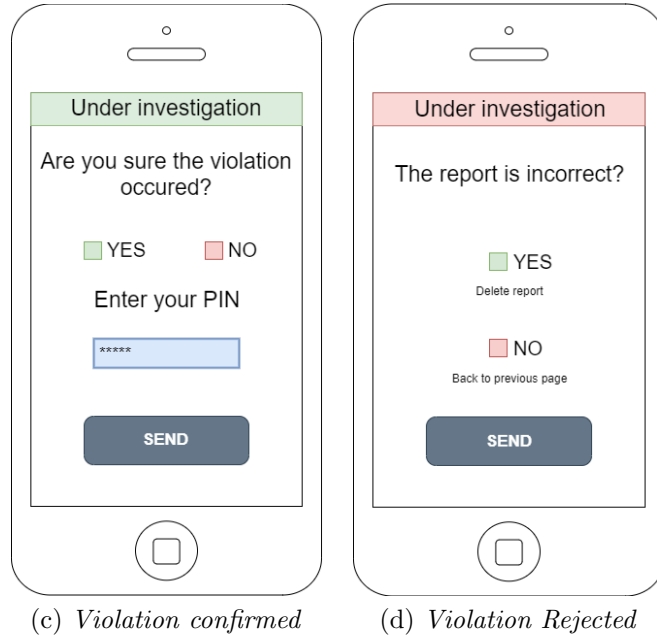 Under investigation
Are you sure the violation
occured?
YES NO
Enter your PIN
*****
SEND
(c) Violation confirmed
Under investigation
The report is incorrect?
YES
Delete report
NO
Back to previous page
SEND
(d) Violation Rejected